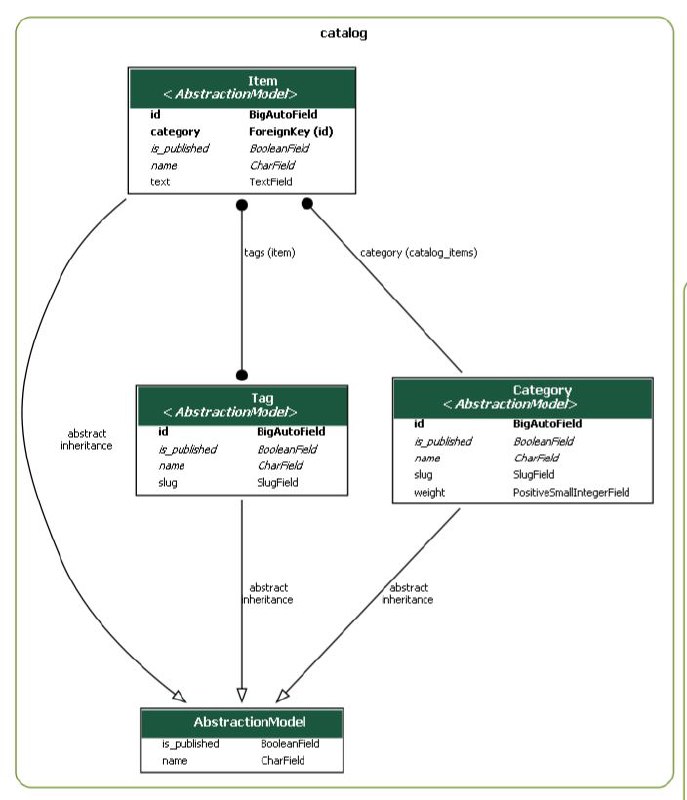 catalog
Item
<AbstractionModel>
id BigAutoField
category ForeignKey (id)
is_published BooleanField
name CharField
text TextField
tags (item)
category (catalog_items)
Tag
<AbstractionModel>
id BigAutoField
is_published BooleanField
name CharField
slug SlugField
Category
<AbstractionModel>
id BigAutoField
is_published BooleanField
name CharField
slug SlugField
weight PositiveSmallIntegerField
abstract
inheritance
abstract
inheritance
abstract
inheritance
AbstractionModel
is_published BooleanField
name CharField